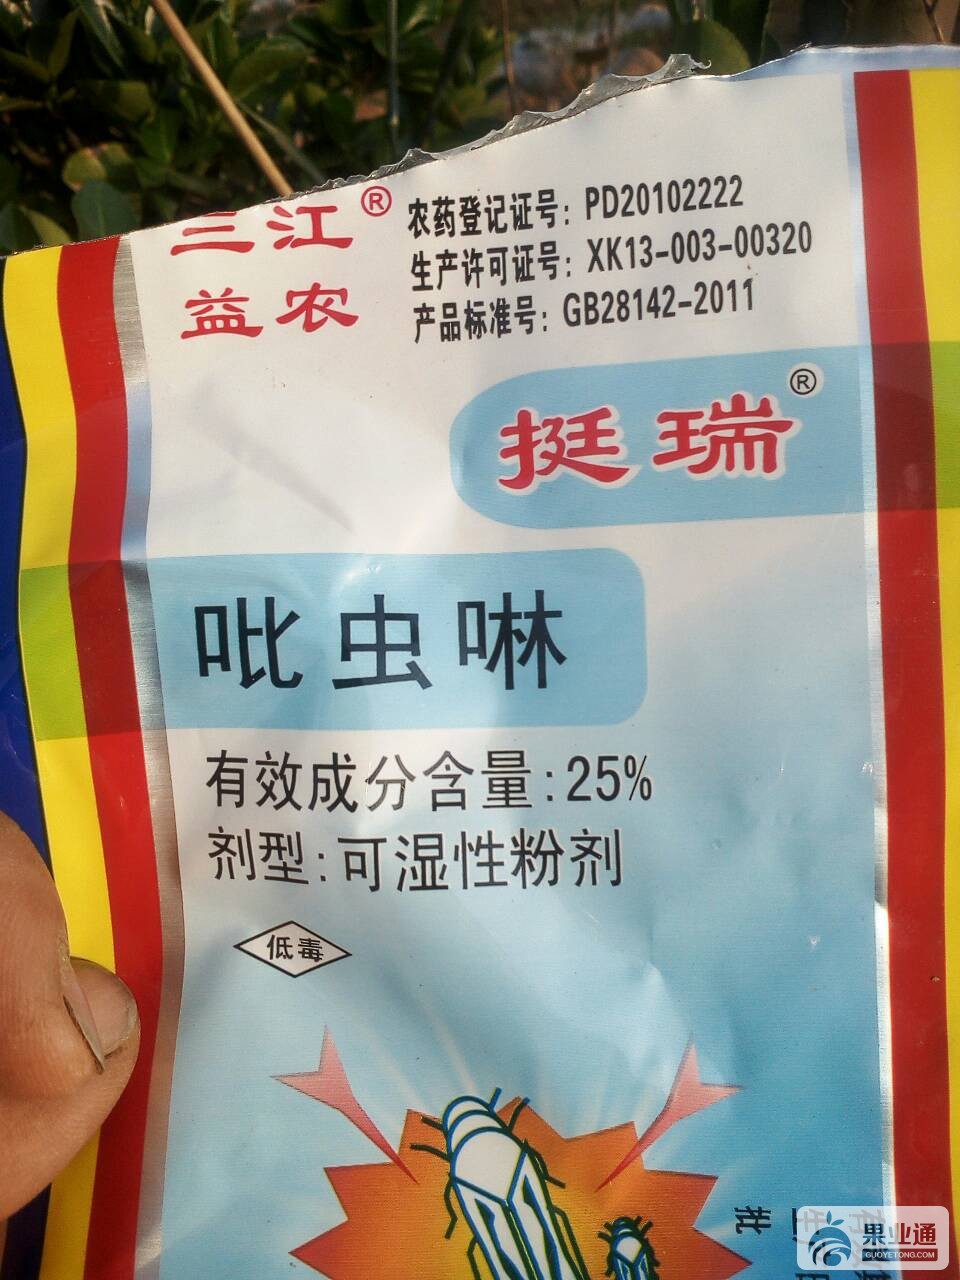 三江®
益农
农药登记证号: PD20102222
生产许可证号: XK13-003-00320
产品标准号: GB28142-2011
挺瑞®
吡虫啉
有效成分含量:25%
剂型:可湿性粉剂
低毒
果业通
GUOYETONG.COM